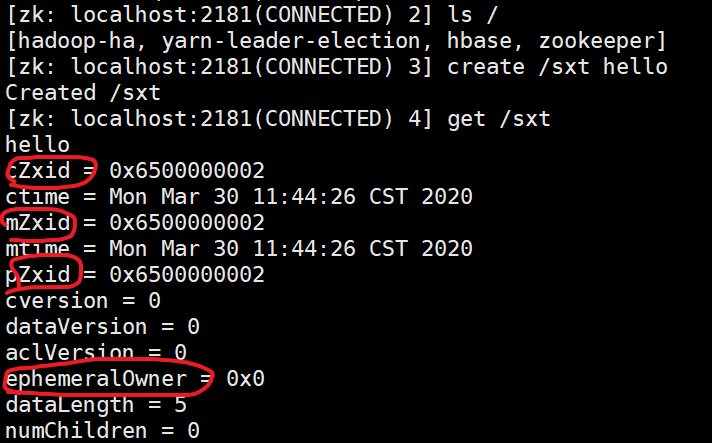 [zk: localhost:2181(CONNECTED) 2] ls /
[hadoop-ha, yarn-leader-election, hbase, zookeeper]
[zk: localhost:2181(CONNECTED) 3] create /sxt hello
Created /sxt
[zk: localhost:2181(CONNECTED) 4] get /sxt
hello
cZxid = 0x6500000002
ctime = Mon Mar 30 11:44:26 CST 2020
mZxid = 0x6500000002
mtime = Mon Mar 30 11:44:26 CST 2020
pZxid = 0x6500000002
cversion = 0
dataVersion = 0
aclVersion = 0
ephemeralOwner = 0x0
dataLength = 5
numChildren = 0